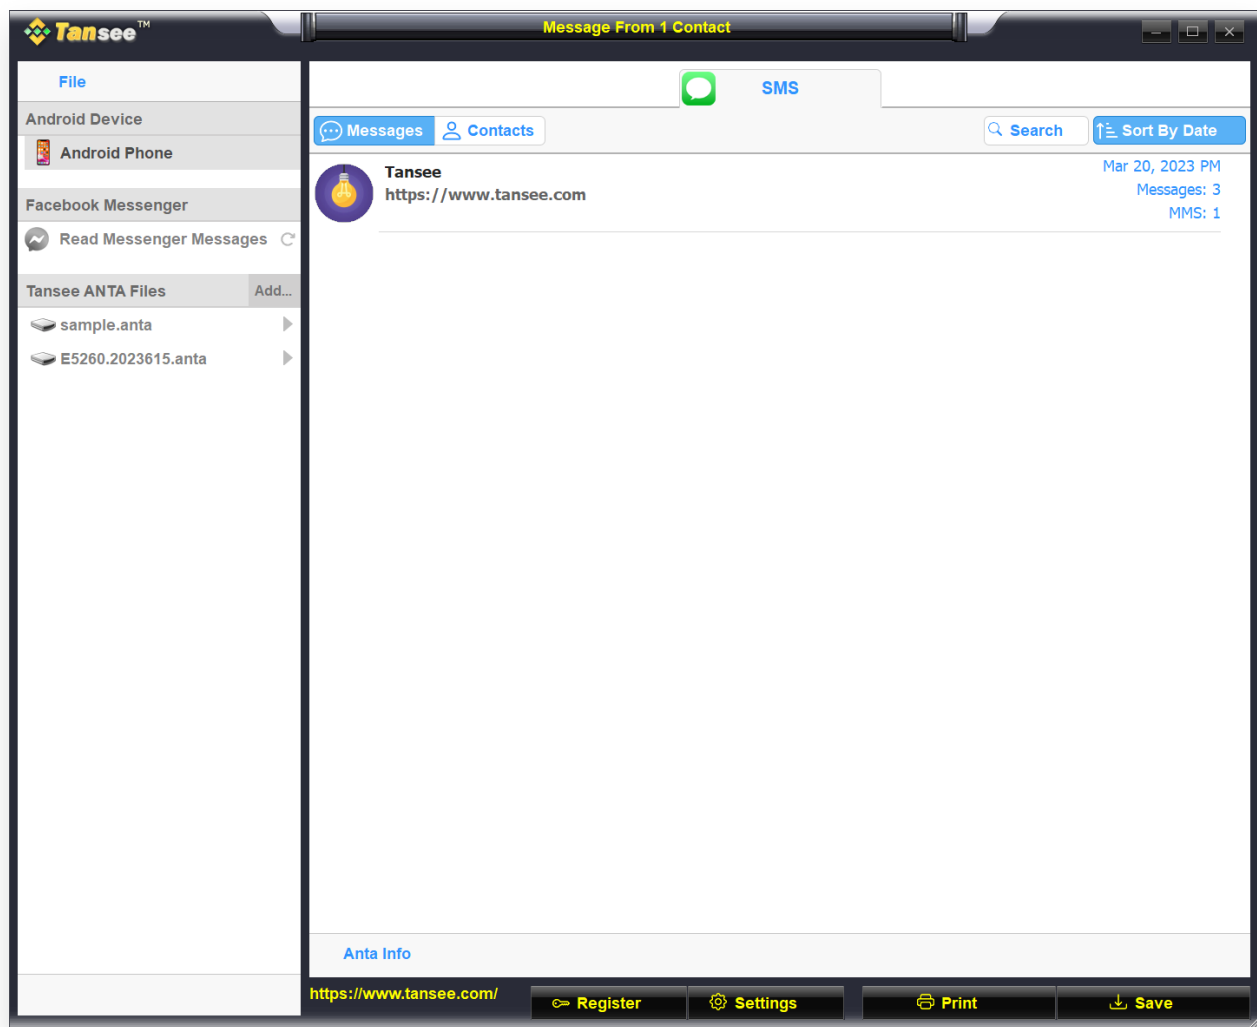 Tansee™
Message From 1 Contact
File
Android Device
Android Phone
Facebook Messenger
Read Messenger Messages
Tansee ANTA Files
Add...
sample.anta
E5260.2023615.anta
SMS
Messages
Contacts
Search
Sort By Date
Tansee
https://www.tansee.com
Mar 20, 2023 PM
Messages: 3
MMS: 1
Anta Info
https://www.tansee.com/
Register
Settings
Print
Save